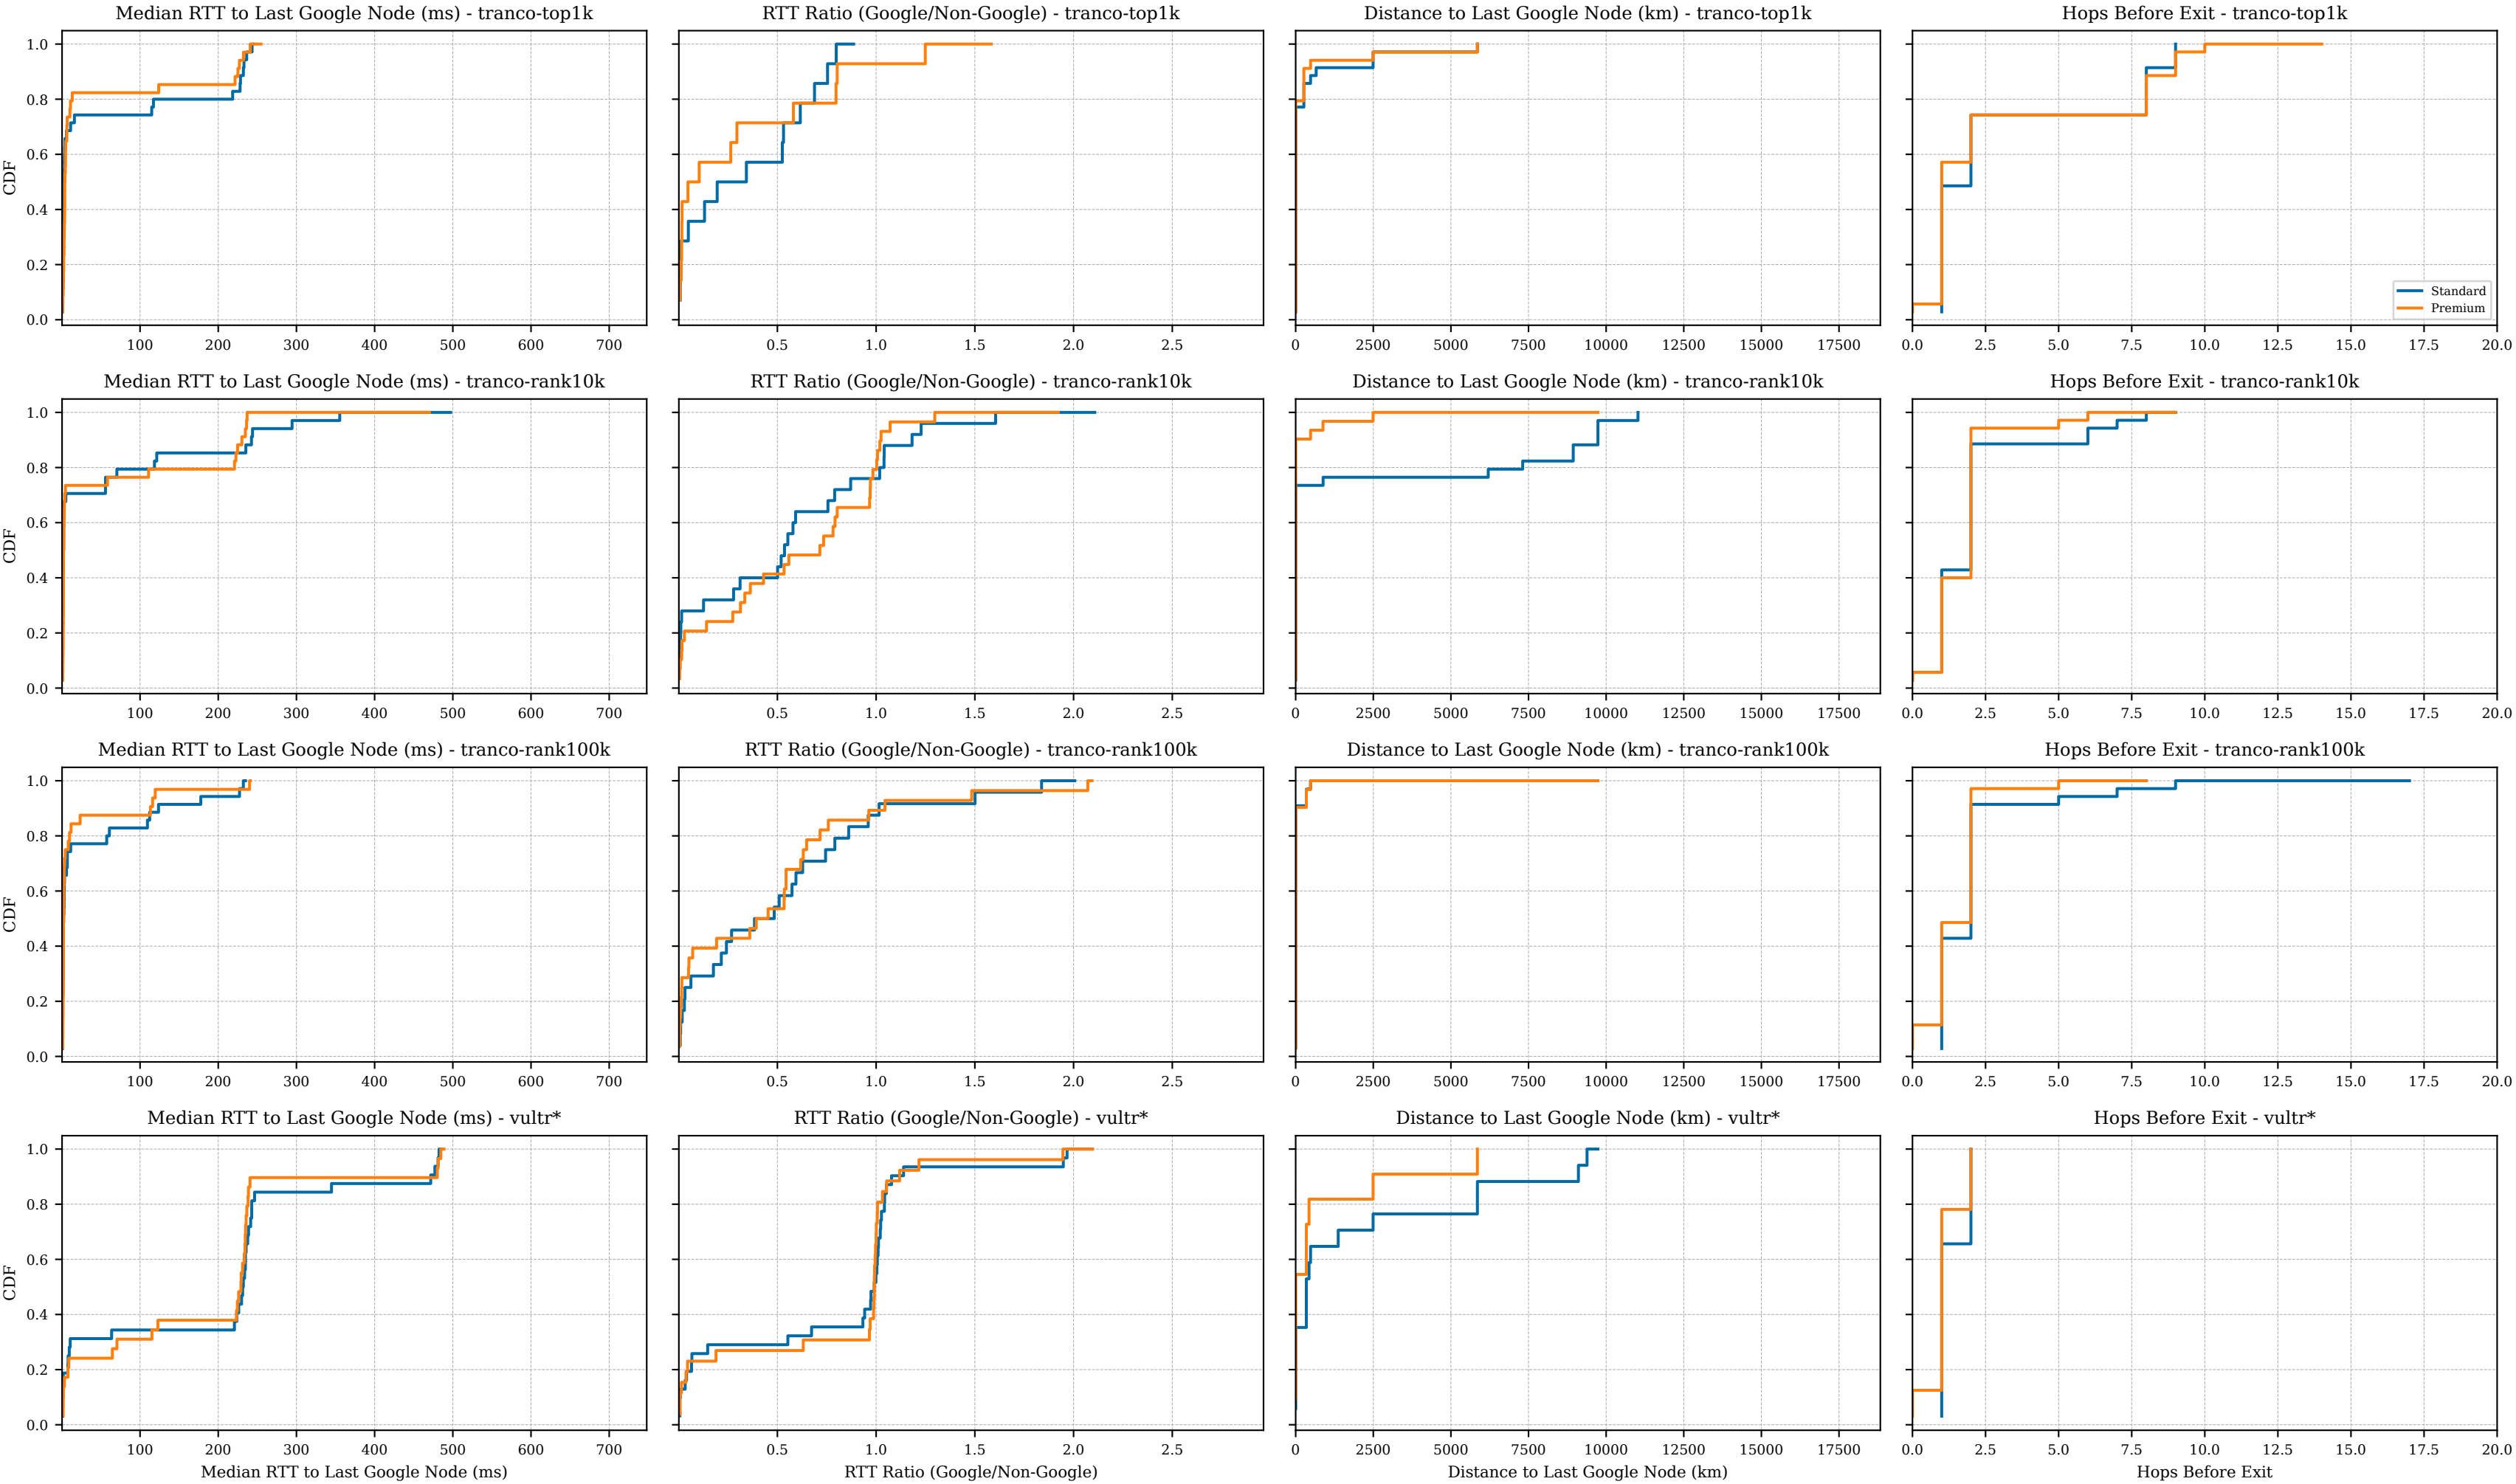 Median RTT to Last Google Node (ms) - tranco-top1k
RTT Ratio (Google/Non-Google) - tranco-top1k
Distance to Last Google Node (km) - tranco-top1k
Hops Before Exit - tranco-top1k
CDF
1.0
0.8
0.6
0.4
0.2
0.0
Standard
Premium
100 200 300 400 500 600 700
0.5 1.0 1.5 2.0 2.5
0 2500 5000 7500 10000 12500 15000 17500
0.0 2.5 5.0 7.5 10.0 12.5 15.0 17.5 20.0
Median RTT to Last Google Node (ms) - tranco-rank10k
RTT Ratio (Google/Non-Google) - tranco-rank10k
Distance to Last Google Node (km) - tranco-rank10k
Hops Before Exit - tranco-rank10k
CDF
1.0
0.8
0.6
0.4
0.2
0.0
100 200 300 400 500 600 700
0.5 1.0 1.5 2.0 2.5
0 2500 5000 7500 10000 12500 15000 17500
0.0 2.5 5.0 7.5 10.0 12.5 15.0 17.5 20.0
Median RTT to Last Google Node (ms) - tranco-rank100k
RTT Ratio (Google/Non-Google) - tranco-rank100k
Distance to Last Google Node (km) - tranco-rank100k
Hops Before Exit - tranco-rank100k
CDF
1.0
0.8
0.6
0.4
0.2
0.0
100 200 300 400 500 600 700
0.5 1.0 1.5 2.0 2.5
0 2500 5000 7500 10000 12500 15000 17500
0.0 2.5 5.0 7.5 10.0 12.5 15.0 17.5 20.0
Median RTT to Last Google Node (ms) - vultr*
RTT Ratio (Google/Non-Google) - vultr*
Distance to Last Google Node (km) - vultr*
Hops Before Exit - vultr*
CDF
1.0
0.8
0.6
0.4
0.2
0.0
100 200 300 400 500 600 700
0.5 1.0 1.5 2.0 2.5
0 2500 5000 7500 10000 12500 15000 17500
0.0 2.5 5.0 7.5 10.0 12.5 15.0 17.5 20.0
Median RTT to Last Google Node (ms)
RTT Ratio (Google/Non-Google)
Distance to Last Google Node (km)
Hops Before Exit